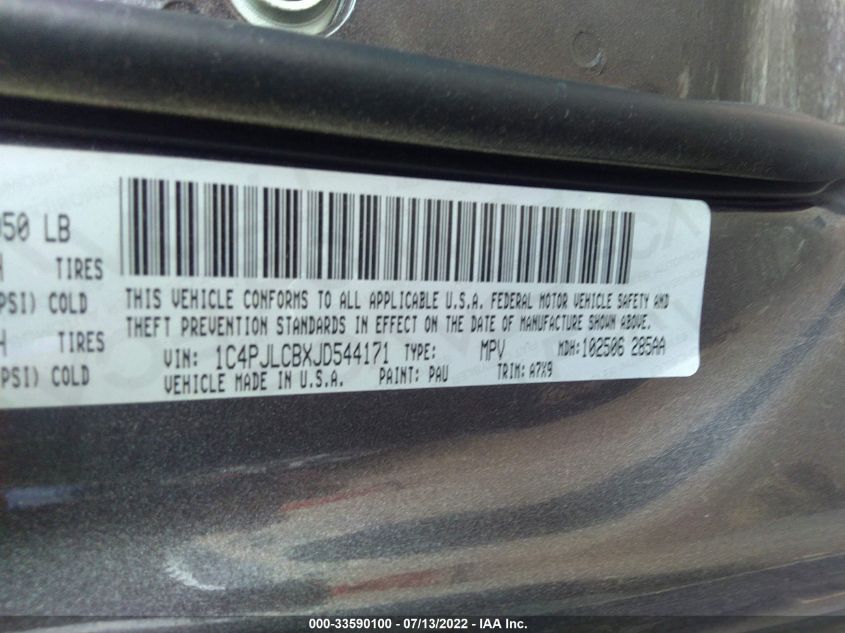 050 LB
TIRES
PSI) COLD
TIRES
PSI) COLD
THIS VEHICLE CONFORMS TO ALL APPLICABLE U.S.A. FEDERAL MOTOR VEHICLE SAFETY AND
THEFT PREVENTION STANDARDS IN EFFECT ON THE DATE OF MANUFACTURE SHOWN ABOVE.
VIN: 1C4PJLCBXJD544171 TYPE: MPV MDH:102506 285AA
VEHICLE MADE IN U.S.A. PAINT: PAU TRIM: A7X9
000-33590100 - 07/13/2022 - IAA Inc.